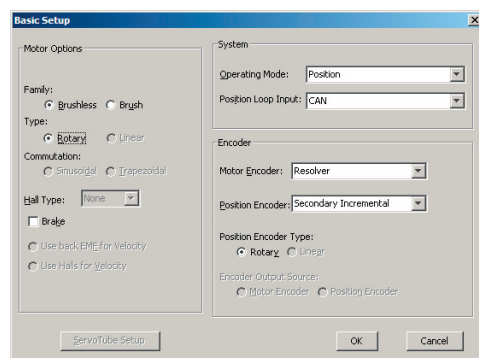 Basic Setup
Motor Options
Family:
Brushless Brush
Type:
Rotary Linear
Commutation:
Sinusoidal Trapezoidal
Hall Type: None
Brake
Use back EMF for Velocity
Use Halls for Velocity
ServoTube Setup
System
Operating Mode: Position
Position Loop Input: CAN
Encoder
Motor Encoder: Resolver
Position Encoder: Secondary Incremental
Position Encoder Type:
Rotary Linear
Encoder Output Source:
Motor Encoder Position Encoder
OK Cancel